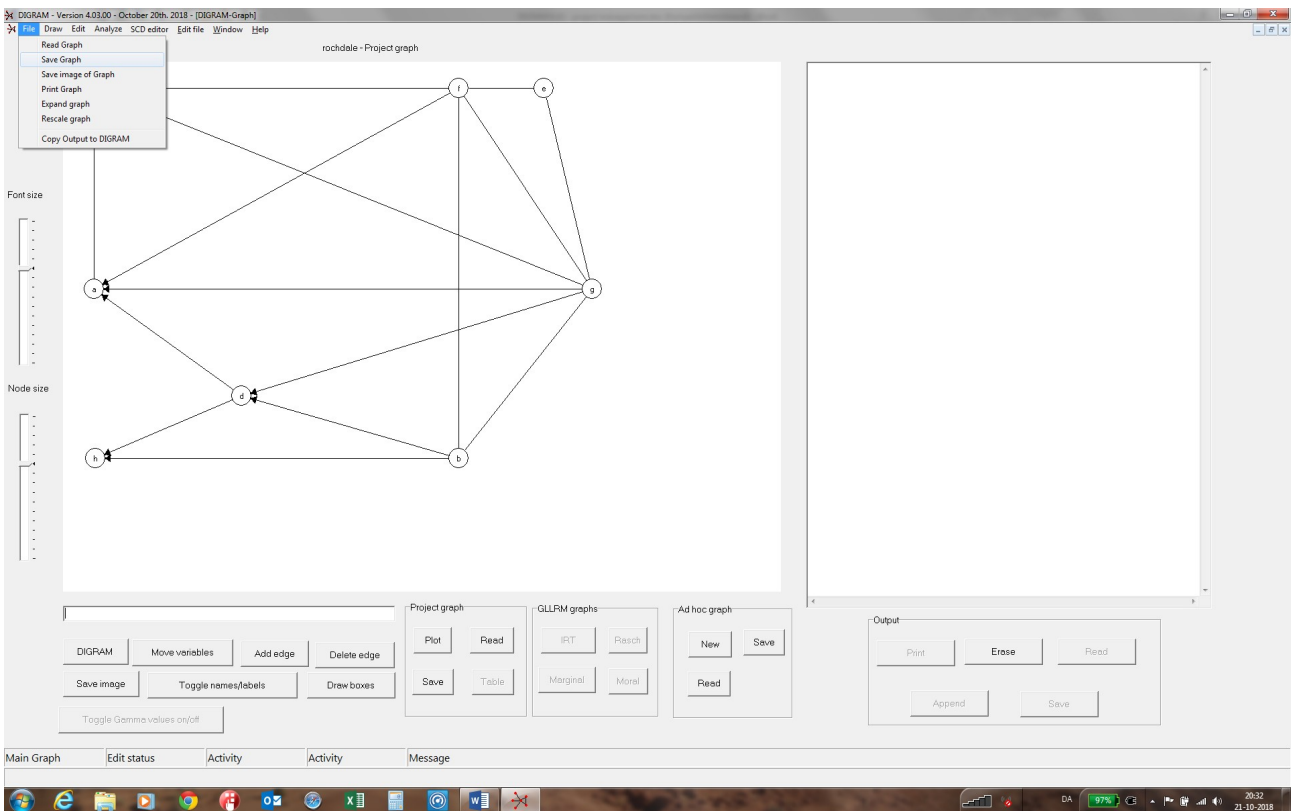 DIGRAM - Version 4.03.00 - October 20th. 2018 - [DIGRAM-Graph]
File Draw Edit Analyze SCD editor Edit file Window Help
Read Graph
Save Graph
Save image of Graph
Print Graph
Expand graph
Rescale graph
Copy Output to DIGRAM
rochdale - Project graph
f
e
a
g
d
h
b
Font size
Node size
Project graph
Plot Read
Save Table
GLLRM graphs
IRT Rasch
Marginal Moral
Ad hoc graph
New Save
Read
Output
Print Erase Read
Append Save
DIGRAM Move variables Add edge Delete edge
Save image Toggle names/labels Draw boxes
Toggle Gamma values on/off
Main Graph Edit status Activity Activity Message
DA 97% 20:32
21-10-2018